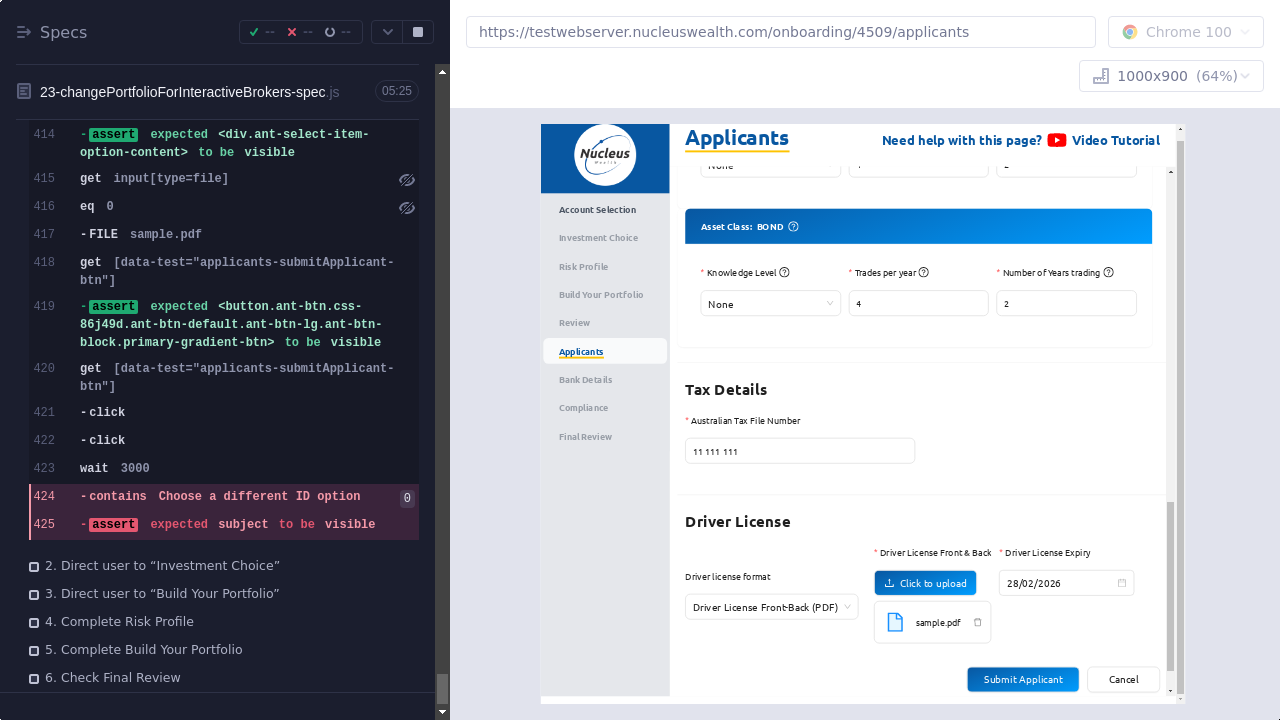 Specs
-- -- --
23-changePortfolioForInteractiveBrokers-spec.js
05:25
414 -assert expected <div.ant-select-item-
option-content> to be visible
415 get input[type=file]
416 eq 0
417 -FILE sample.pdf
418 get [data-test="applicants-submitApplicant-
btn"]
419 -assert expected <button.ant-btn.css-
86j49d.ant-btn-default.ant-btn-lg.ant-btn-
block.primary-gradient-btn> to be visible
420 get [data-test="applicants-submitApplicant-
btn"]
421 -click
422 -click
423 wait 3000
424 -contains Choose a different ID option 0
425 -assert expected subject to be visible
2. Direct user to “Investment Choice”
3. Direct user to “Build Your Portfolio”
4. Complete Risk Profile
5. Complete Build Your Portfolio
6. Check Final Review
https://testwebserver.nucleuswealth.com/onboarding/4509/applicants
Chrome 100
1000x900 (64%)
Nucleus
Wealth
Account Selection
Investment Choice
Risk Profile
Build Your Portfolio
Review
Applicants
Bank Details
Compliance
Final Review
Applicants
Need help with this page? Video Tutorial
Asset Class: BOND
* Knowledge Level * Trades per year * Number of Years trading
None 4 2
Tax Details
* Australian Tax File Number
11 111 111
Driver License
* Driver License Front & Back * Driver License Expiry
Driver license format
Click to upload 28/02/2026
Driver License Front-Back (PDF)
sample.pdf
Submit Applicant Cancel